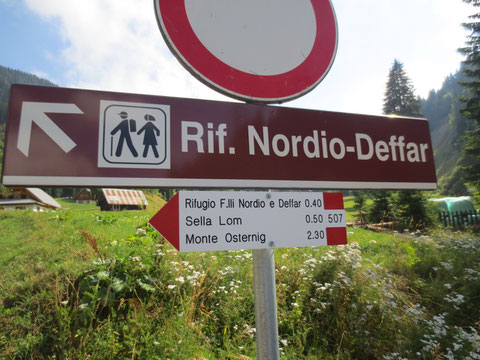 Rif. Nordio-Deffar
Rifugio F.lli Nordio e Deffar 0.40
Sella Lom 0.50 507
Monte Osternig 2.30